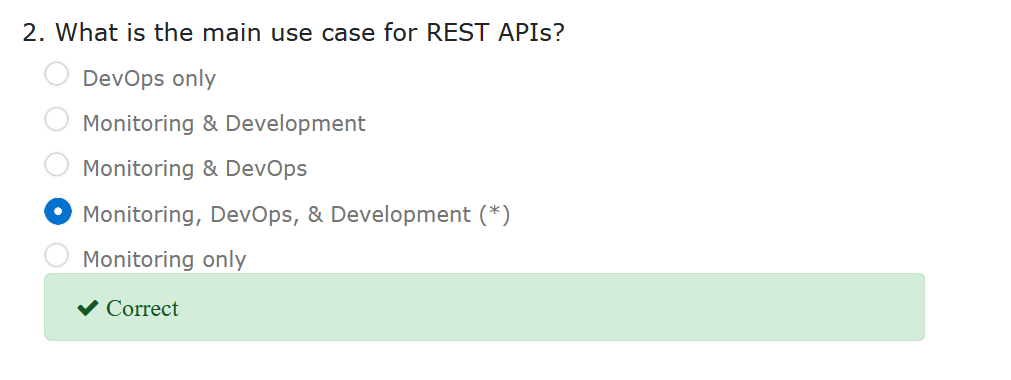 2. What is the main use case for REST APIs?
DevOps only
Monitoring & Development
Monitoring & DevOps
Monitoring, DevOps, & Development (*)
Monitoring only
Correct